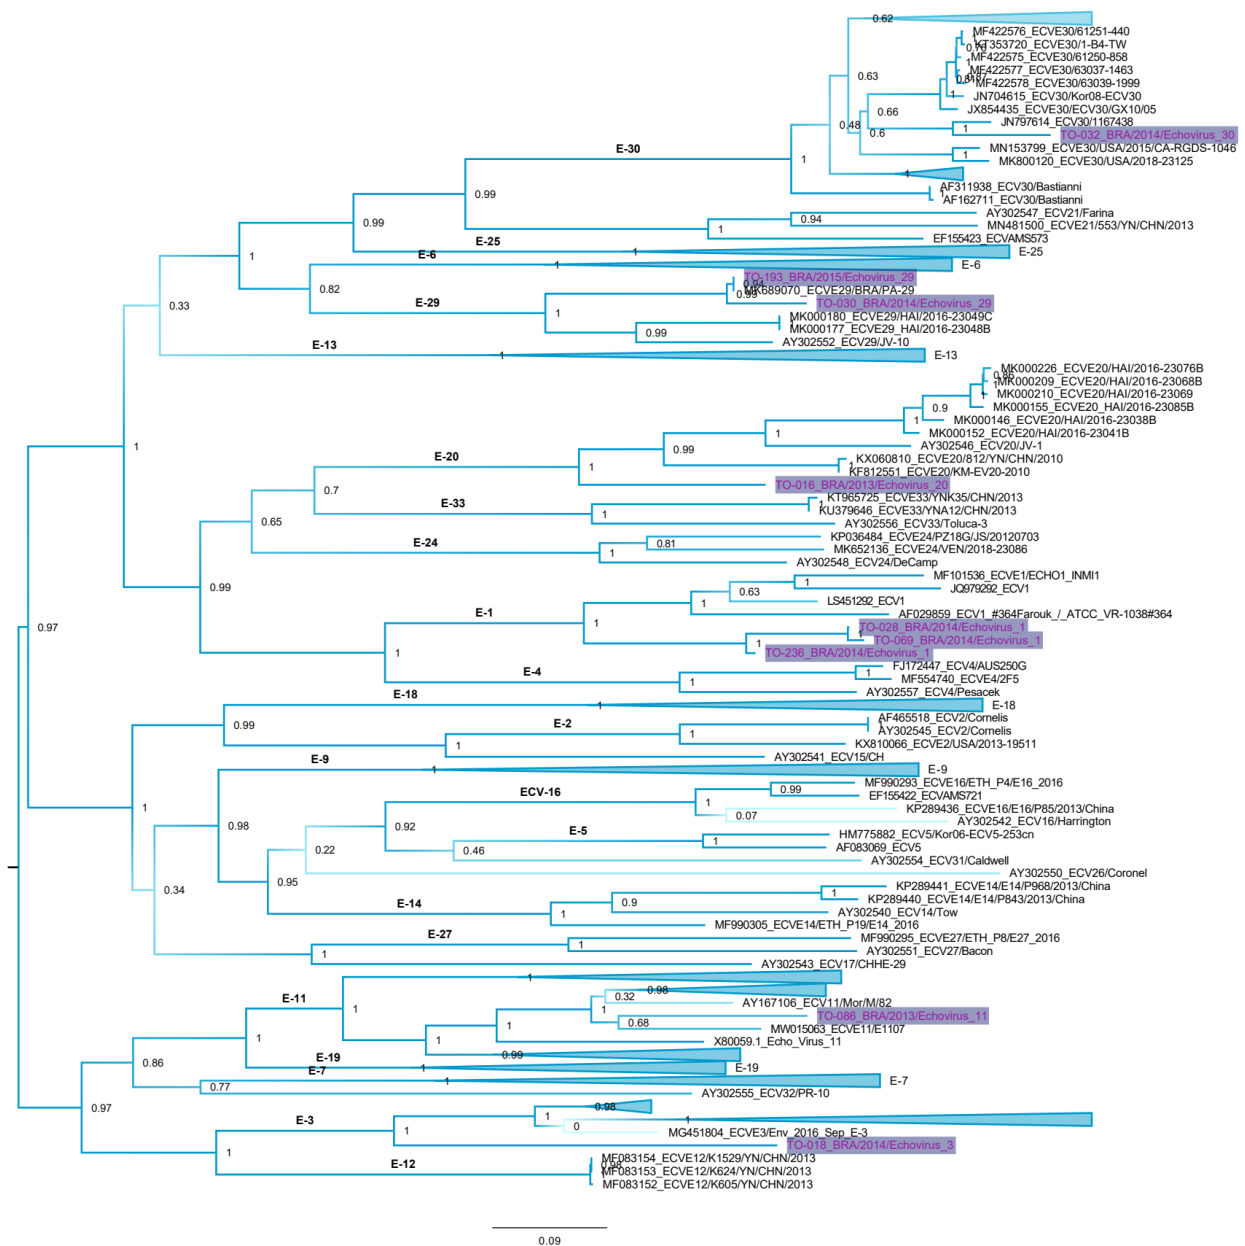 0.62
MF422576_ECVE30/61251-440
KT353720_ECVE30/1-B4-TW
MF422575_ECVE30/61250-858
1
0.63
MF422577_ECVE30/63037-1463
MF422578_ECVE30/63039-1999
1
JN704615_ECV30/Kor08-ECV30
JX854435_ECVE30/ECV30/GX10/05
0.66
JN797614_ECV30/1167438
0.48
1
0.6
TO-032_BRA/2014/Echovirus_30
E-30
MN153799_ECVE30/USA/2015/CA-RGDS-1046
1
1
MK800120_ECVE30/USA/2018-23125
1
AF311938_ECV30/Bastianni
0.99
1
AF162711_ECV30/Bastianni
AY302547_ECV21/Farina
0.94
0.99
MN481500_ECVE21/553/YN/CHN/2013
1
EF155423_ECVAMS573
E-25
1
E-25
1
E-6
1
E-6
TO-193_BRA/2015/Echovirus_29
0.82
0.94
MK689070_ECVE29/BRA/PA-29
0.99
E-29
TO-030_BRA/2014/Echovirus_29
0.33
1
MK000180_ECVE29/HAI/2016-23049C
1
MK000177_ECVE29_HAI/2016-23048B
0.99
AY302552_ECV29/JV-10
E-13
1
E-13
MK000226_ECVE20/HAI/2016-23076B
0.86
MK000209_ECVE20/HAI/2016-23068B
1
MK000210_ECVE20/HAI/2016-23069
1
0.9
MK000155_ECVE20_HAI/2016-23085B
1
MK000146_ECVE20/HAI/2016-23038B
1
MK000152_ECVE20/HAI/2016-23041B
1
AY302546_ECV20/JV-1
0.99
E-20
KX060810_ECVE20/812/YN/CHN/2010
1
1
KF812551_ECVE20/KM-EV20-2010
TO-016_BRA/2013/Echovirus_20
0.7
KT965725_ECVE33/YNK35/CHN/2013
E-33
1
KU379646_ECVE33/YNA12/CHN/2013
1
0.65
AY302556_ECV33/Toluca-3
KP036484_ECVE24/PZ18G/JS/20120703
E-24
0.81
MK652136_ECVE24/VEN/2018-23086
1
AY302548_ECV24/DeCamp
MF101536_ECVE1/ECHO1_INMI1
1
0.99
JQ979292_ECV1
0.63
LS451292_ECV1
1
E-1
AF029859_ECV1_#364Farouk_/_ATCC_VR-1038#364
1
TO-028_BRA/2014/Echovirus_1
0.97
1
TO-069_BRA/2014/Echovirus_1
1
1
TO-236_BRA/2014/Echovirus_1
FJ172447_ECV4/AUS250G
E-4
1
MF554740_ECVE4/2F5
1
AY302557_ECV4/Pesacek
E-18
1
E-18
AF465518_ECV2/Cornelis
0.99
E-2
1
AY302545_ECV2/Cornelis
1
KX810066_ECVE2/USA/2013-19511
1
AY302541_ECV15/CH
E-9
1
E-9
MF990293_ECVE16/ETH_P4/E16_2016
0.99
ECV-16
EF155422_ECVAMS721
1
1
KP289436_ECVE16/E16/P85/2013/China
0.07
AY302542_ECV16/Harrington
0.98
0.92
E-5
HM775882_ECV5/Kor06-ECV5-253cn
1
AF083069_ECV5
0.22
0.46
AY302554_ECV31/Caldwell
AY302550_ECV26/Coronel
0.95
KP289441_ECVE14/E14/P968/2013/China
0.34
1
KP289440_ECVE14/E14/P843/2013/China
0.9
E-14
AY302540_ECV14/Tow
1
MF990305_ECVE14/ETH_P19/E14_2016
E-27
MF990295_ECVE27/ETH_P8/E27_2016
1
AY302551_ECV27/Bacon
1
AY302543_ECV17/CHHE-29
1
0.98
0.32
E-11
AY167106_ECV11/Mor/M/82
1
1
TO-086_BRA/2013/Echovirus_11
0.68
1
MW015063_ECVE11/E1107
1
X80059.1_Echo_Virus_11
1
0.99
E-19
0.86
1
E-19
E-7
1
E-7
0.77
AY302555_ECV32/PR-10
0.97
0.98
1
1
E-3
0
1
MG451804_ECVE3/Env_2016_Sep_E-3
TO-018_BRA/2014/Echovirus_3
1
MF083154_ECVE12/K1529/YN/CHN/2013
E-12
MF083153_ECVE12/K624/YN/CHN/2013
MF083152_ECVE12/K605/YN/CHN/2013
0.09